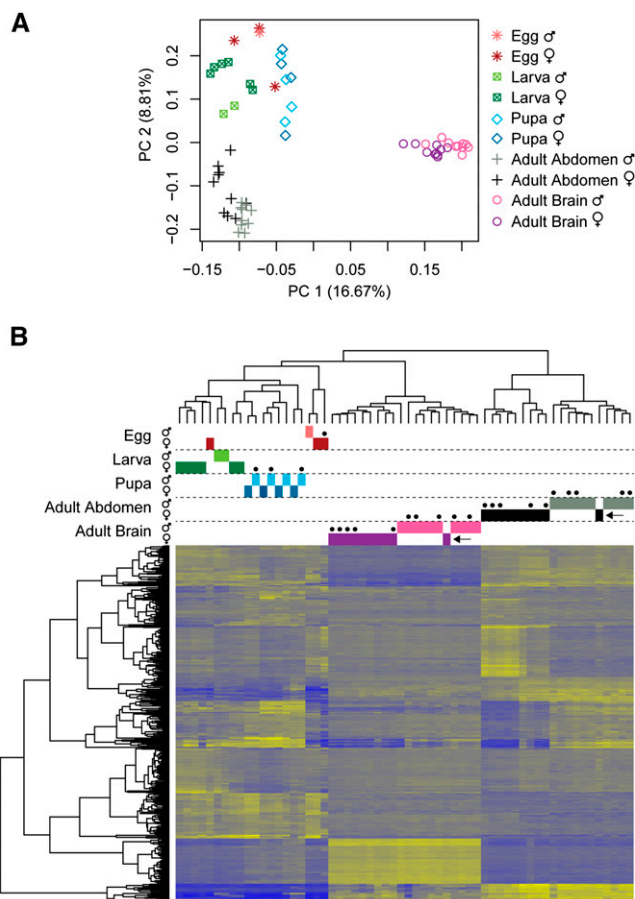 A
PC 2 (8.81%)
0.2
0.1
0.0
−0.1
−0.2
−0.15
−0.05
0.05
0.15
PC 1 (16.67%)
Egg ♂
Egg ♀
Larva ♂
Larva ♀
Pupa ♂
Pupa ♀
Adult Abdomen ♂
Adult Abdomen ♀
Adult Brain ♂
Adult Brain ♀
B
Egg ♂
♀
Larva ♂
♀
Pupa ♂
♀
Adult Abdomen ♂
♀
Adult Brain ♂
♀